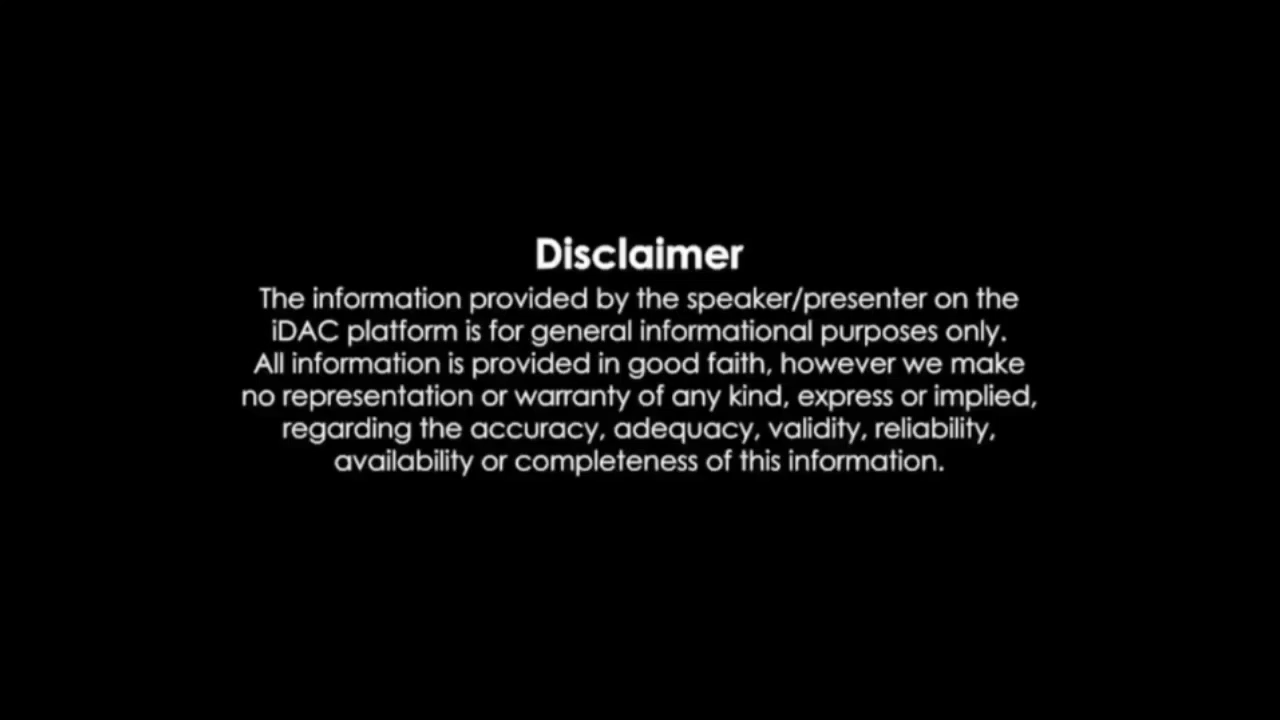 Disclaimer
The information provided by the speaker/presenter on the
iDAC platform is for general informational purposes only.
All information is provided in good faith, however we make
no representation or warranty of any kind, express or implied,
regarding the accuracy, adequacy, validity, reliability,
availability or completeness of this information.